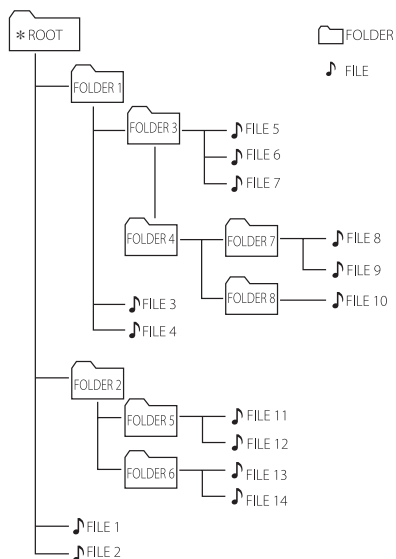 * ROOT
FOLDER
FILE
FOLDER 1
FOLDER 3
FILE 5
FILE 6
FILE 7
FOLDER 4
FOLDER 7
FILE 8
FILE 9
FOLDER 8
FILE 10
FILE 3
FILE 4
FOLDER 2
FOLDER 5
FILE 11
FILE 12
FOLDER 6
FILE 13
FILE 14
FILE 1
FILE 2